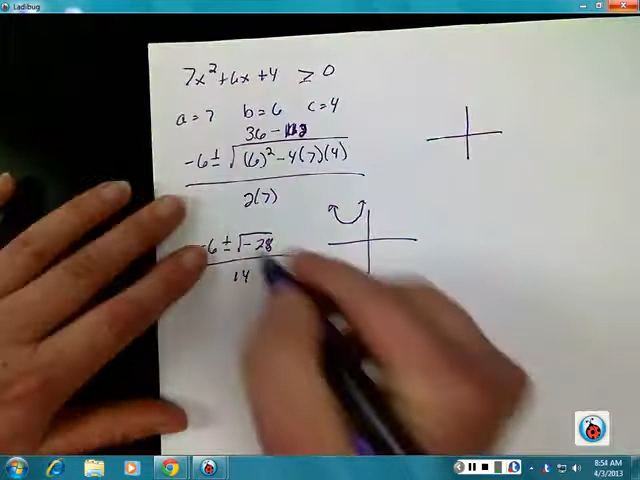 Ladibug
7x² + 6x + 4 ≥ 0
a = 7 b = 6 c = 4
36 -
-6 ± √(6)² - 4(7)(4)
2(7)
-6 ± √-28
14
8:54 AM
4/3/2013